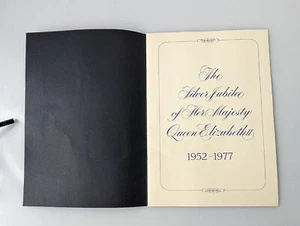 The
Silver Jubilee
of Her Majesty
Queen Elizabeth II
1952-1977